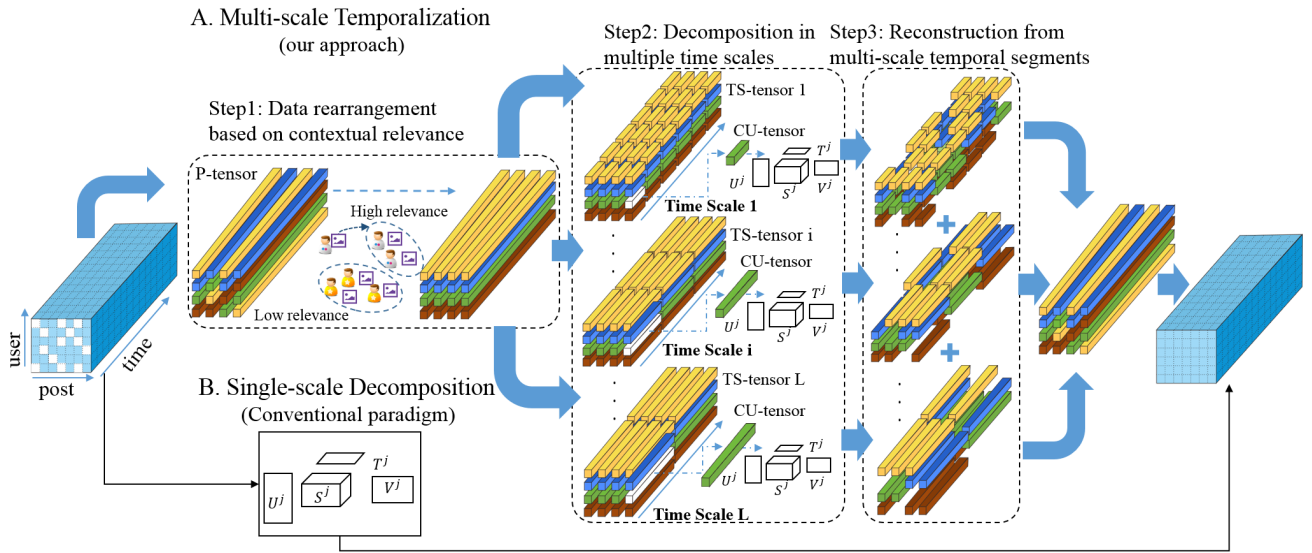 A. Multi-scale Temporalization
(our approach)
Step1: Data rearrangement
based on contextual relevance
P-tensor
High relevance
Low relevance
user
post
time
Step2: Decomposition in
multiple time scales
TS-tensor 1
CU-tensor
T^j
U^j
S^j
V^j
Time Scale 1
TS-tensor i
CU-tensor
T^j
U^j
S^j
V^j
Time Scale i
TS-tensor L
CU-tensor
T^j
U^j
S^j
V^j
Time Scale L
Step3: Reconstruction from
multi-scale temporal segments
+
+
B. Single-scale Decomposition
(Conventional paradigm)
T^j
U^j
S^j
V^j